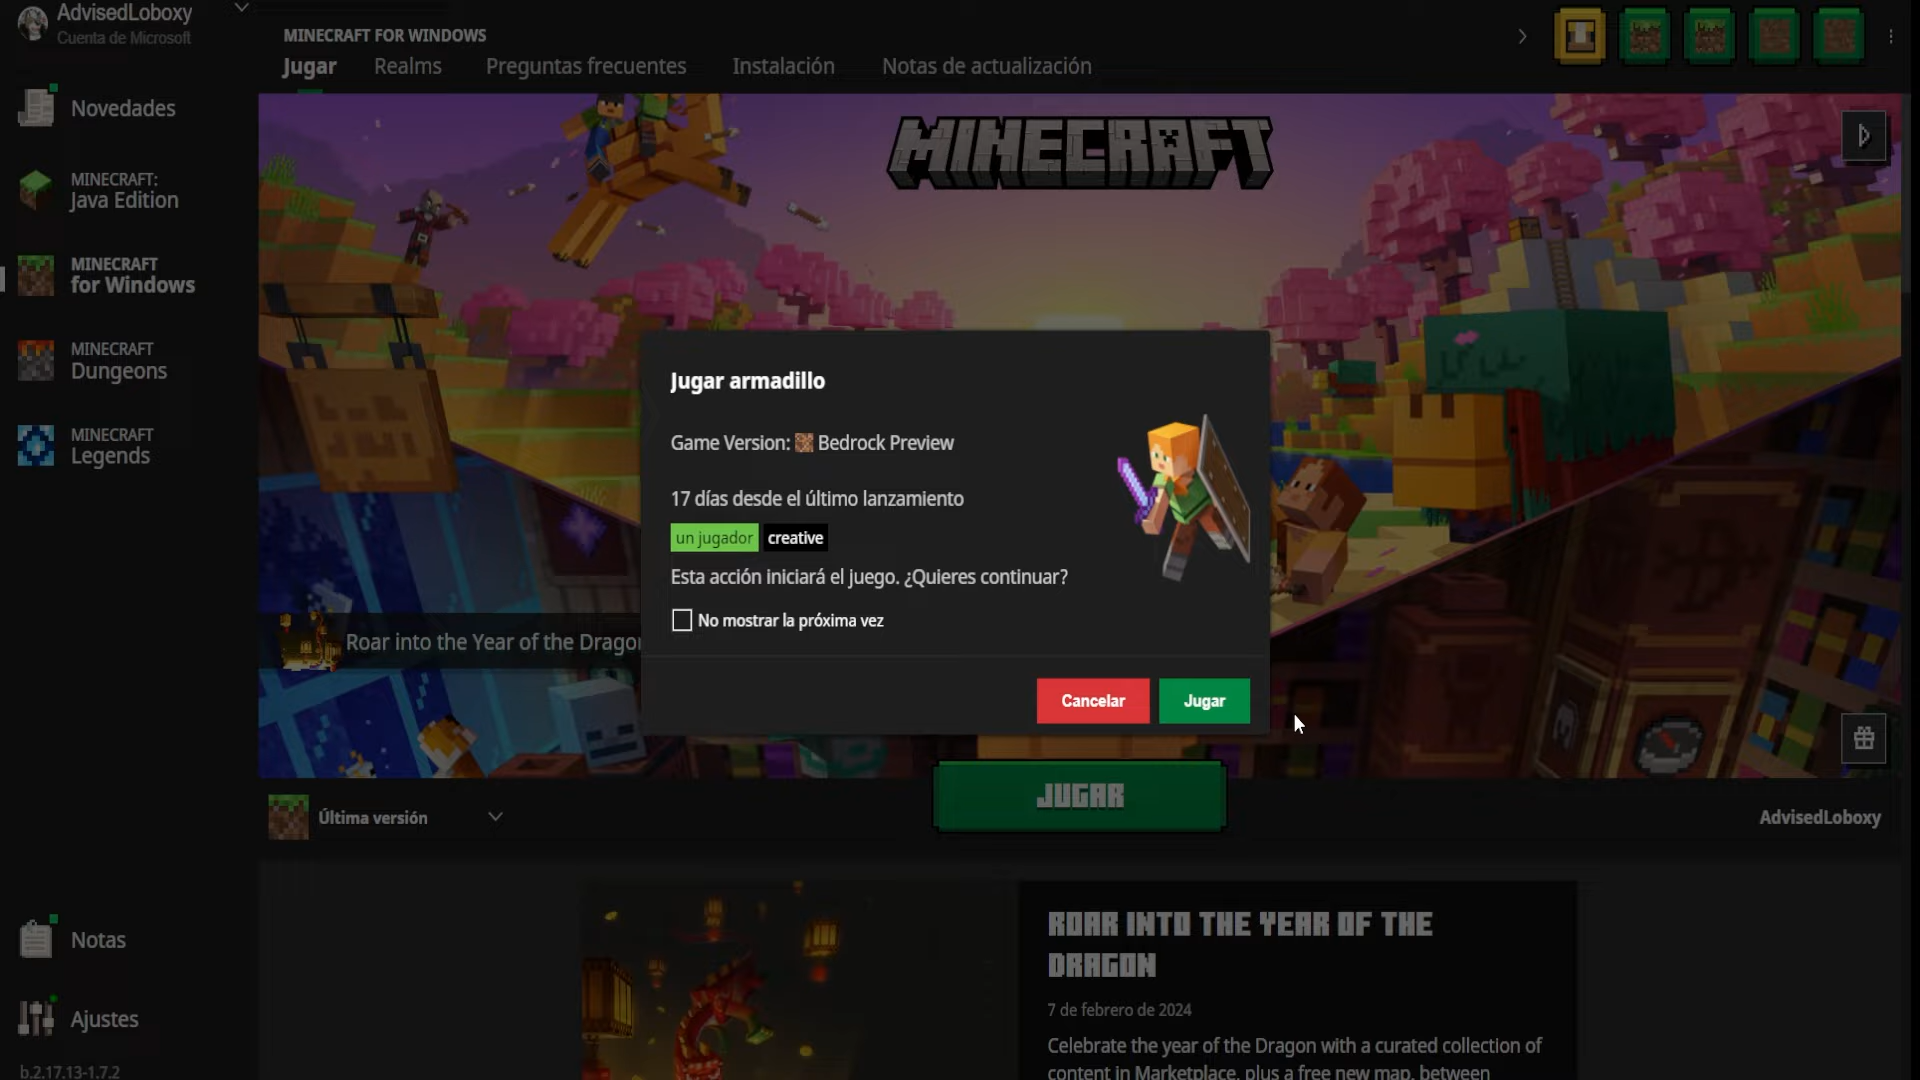 AdvisedLoboxy
Cuenta de Microsoft
Novedades
MINECRAFT:
Java Edition
MINECRAFT
for Windows
MINECRAFT
Dungeons
MINECRAFT
Legends
Notas
Ajustes
b.2.17.13-1.7.2
MINECRAFT FOR WINDOWS
Jugar Realms Preguntas frecuentes Instalación Notas de actualización
MINECRAFT
Jugar armadillo
Game Version: Bedrock Preview
17 días desde el último lanzamiento
un jugador creative
Esta acción iniciará el juego. ¿Quieres continuar?
No mostrar la próxima vez
Cancelar Jugar
Roar into the Year of the Dragon
Última versión
JUGAR
AdvisedLoboxy
ROAR INTO THE YEAR OF THE
DRAGON
7 de febrero de 2024
Celebrate the year of the Dragon with a curated collection of
content in Marketplace, plus a free new map, between